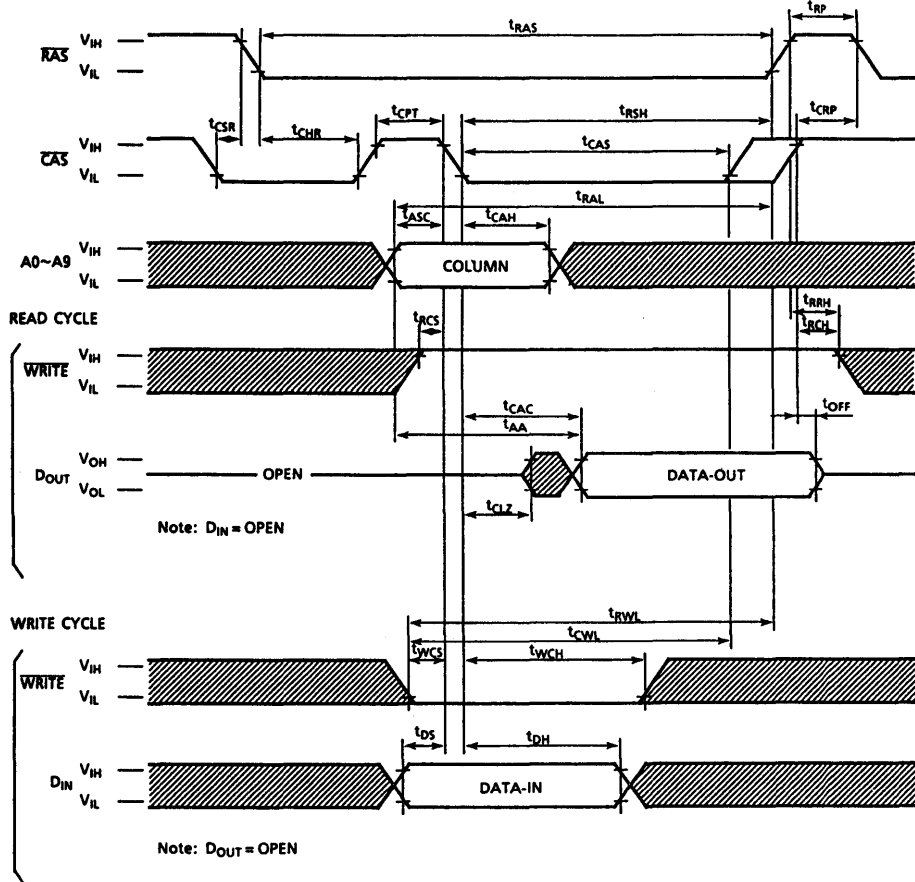 tRP
tRAS
RAS
VIH
VIL
tCPT
tRSH
tCRP
tCSR
tCHR
tCAS
CAS
VIH
VIL
tRAL
tASC
tCAH
A0~A9
VIH
VIL
COLUMN
READ CYCLE
tRCS
tRRH
tRCH
WRITE
VIH
VIL
tCAC
tOFF
tAA
DOUT
VOH
VOL
OPEN
DATA-OUT
tCLZ
Note: DIN = OPEN
tRWL
WRITE CYCLE
tCWL
tWCS
tWCH
WRITE
VIH
VIL
tDS
tDH
DIN
VIH
VIL
DATA-IN
Note: DOUT = OPEN